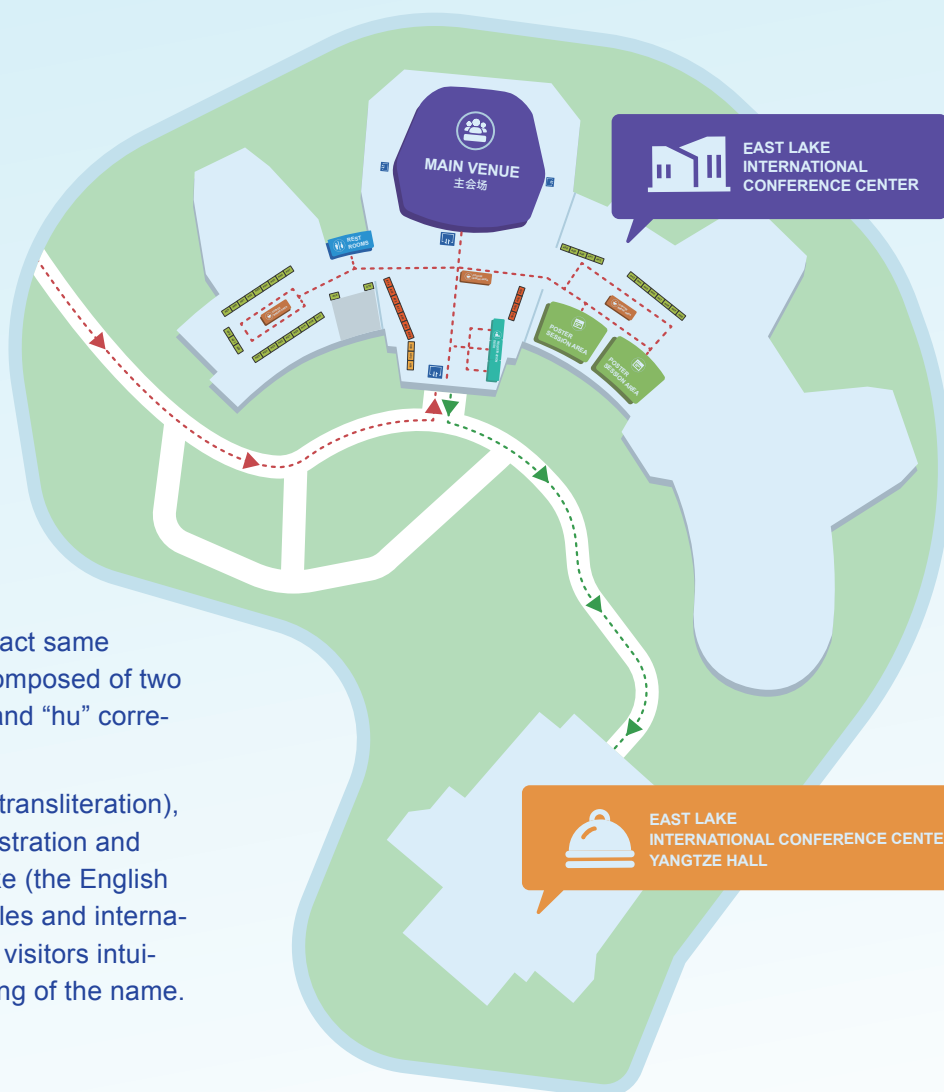 MAIN VENUE
主会场
EAST LAKE
INTERNATIONAL
CONFERENCE CENTER
REST
ROOMS
POSTER
SESSION AREA
POSTER
SESSION AREA
act same
omposed of two
and “hu” corre-
transliteration),
stration and
ke (the English
les and interna-
visitors intui-
ng of the name.
EAST LAKE
INTERNATIONAL CONFERENCE CENTE
YANGTZE HALL